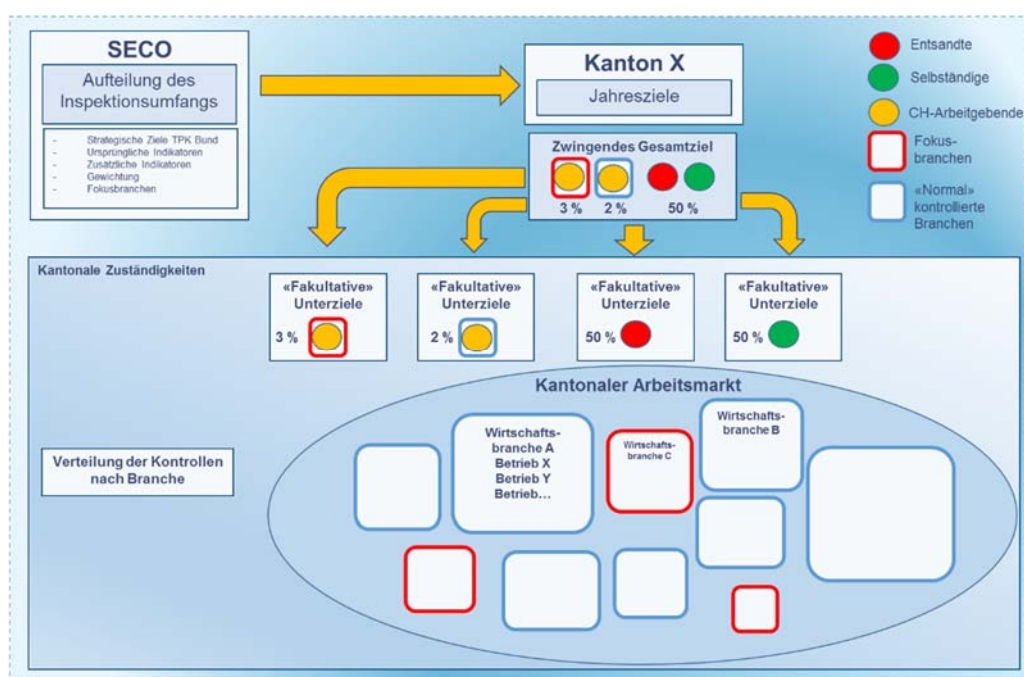 SECO
Aufteilung des
Inspektionsumfangs
- Strategische Ziele TPK Bund
- Ursprüngliche Indikatoren
- Zusätzliche Indikatoren
- Gewichtung
- Fokusbranchen
Kanton X
Jahresziele
Zwingendes Gesamtziel
3 % 2 % 50 %
Entsandte
Selbständige
CH-Arbeitgebende
Fokus-
branchen
«Normal»
kontrollierte
Branchen
Kantonale Zuständigkeiten
«Fakultative»
Unterziele
3 %
«Fakultative»
Unterziele
2 %
«Fakultative»
Unterziele
50 %
«Fakultative»
Unterziele
50 %
Kantonaler Arbeitsmarkt
Verteilung der Kontrollen
nach Branche
Wirtschafts-
branche A
Betrieb X
Betrieb Y
Betrieb...
Wirtschafts-
branche C
Wirtschafts-
branche B